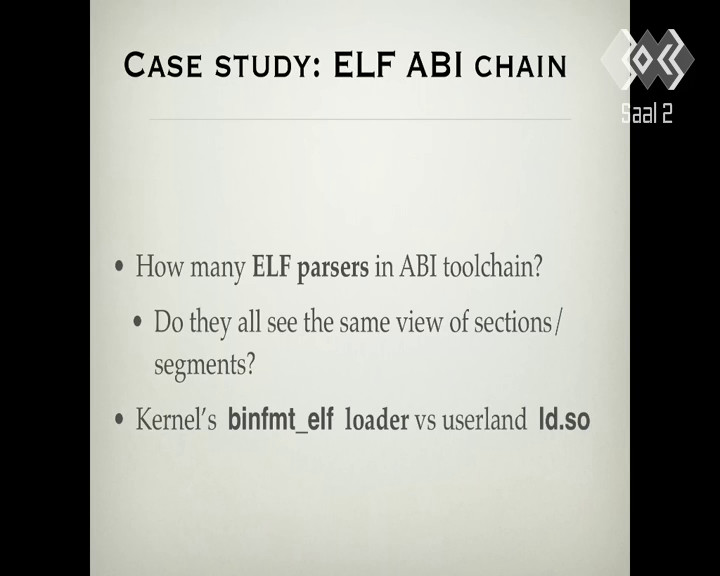 CASE STUDY: ELF ABI CHAIN
Saal 2
• How many ELF parsers in ABI toolchain?
• Do they all see the same view of sections/
segments?
• Kernel's binfmt_elf loader vs userland ld.so